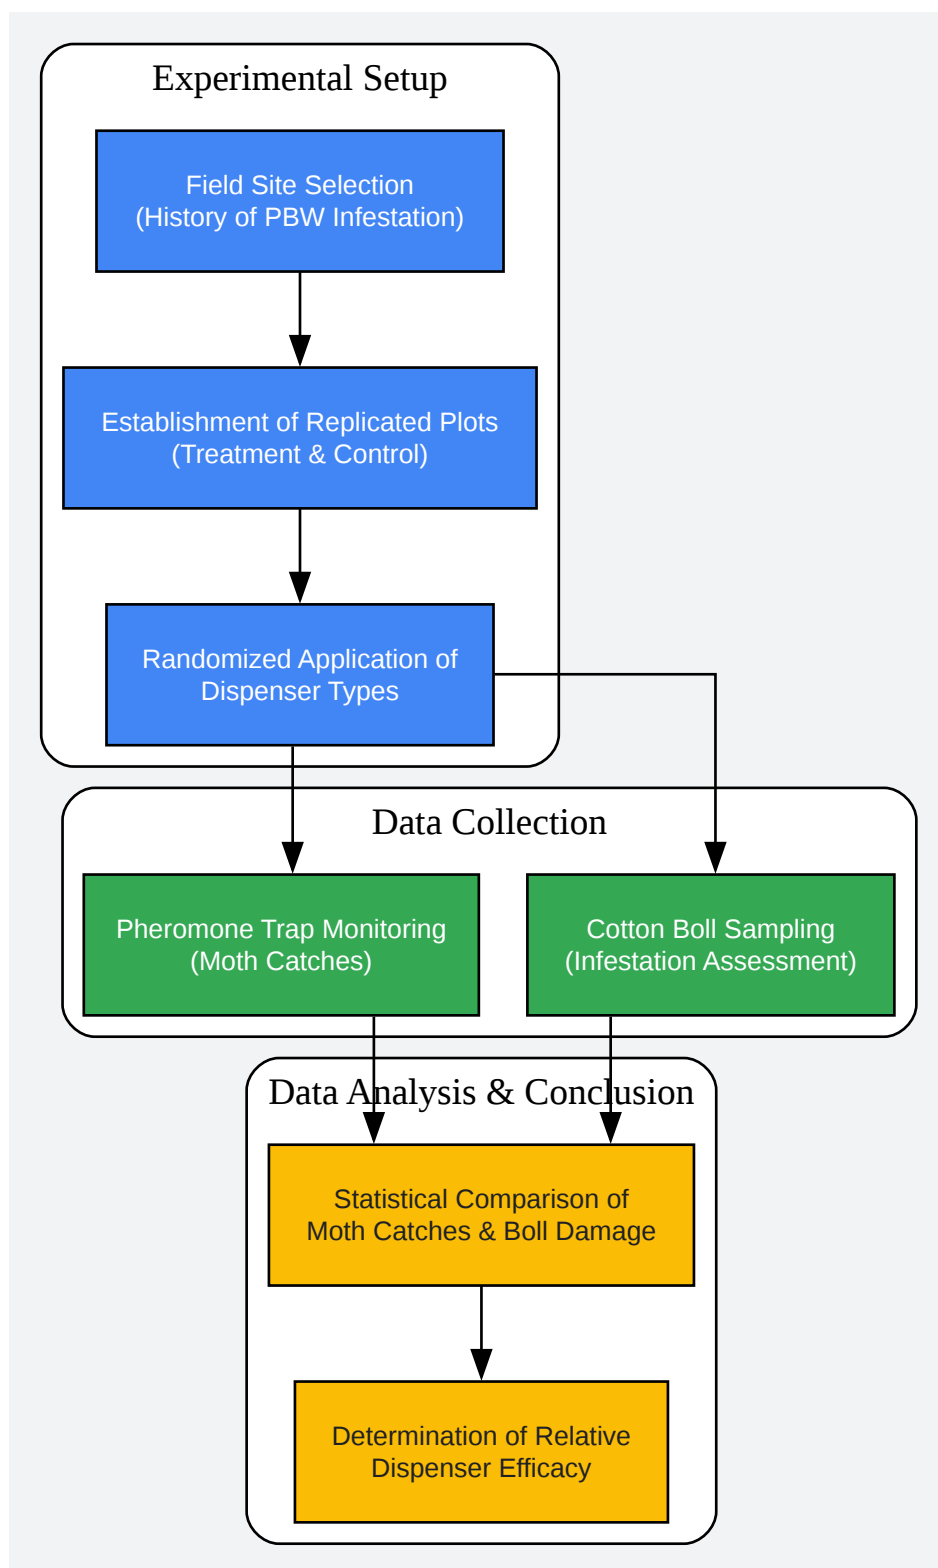 Experimental Setup
Field Site Selection
(History of PBW Infestation)
Establishment of Replicated Plots
(Treatment & Control)
Randomized Application of
Dispenser Types
Data Collection
Pheromone Trap Monitoring
(Moth Catches)
Cotton Boll Sampling
(Infestation Assessment)
Data Analysis & Conclusion
Statistical Comparison of
Moth Catches & Boll Damage
Determination of Relative
Dispenser Efficacy